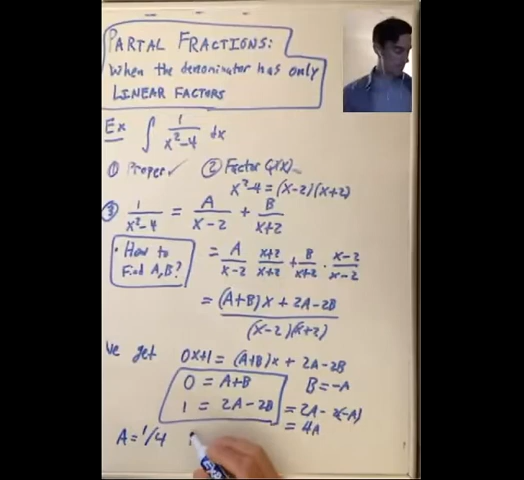 PARTAL FRACTIONS:
When the denominator has only
LINEAR FACTORS
Ex ∫ 1/(x²-4) dx
① Proper ✓ ② Factor Q(x)
x²-4=(x-2)(x+2)
③ 1/(x²-4) = A/(x-2) + B/(x+2)
• How to
Find A,B?
= A/(x-2) (x+2)/(x+2) + B/(x+2) · (x-2)/(x-2)
= ((A+B)x + 2A-2B)/((x-2)(x+2))
We get 0x+1 = (A+B)x + 2A-2B
0 = A+B B=-A
1 = 2A-2B = 2A-2(-A)
= 4A
A=1/4
EXPO